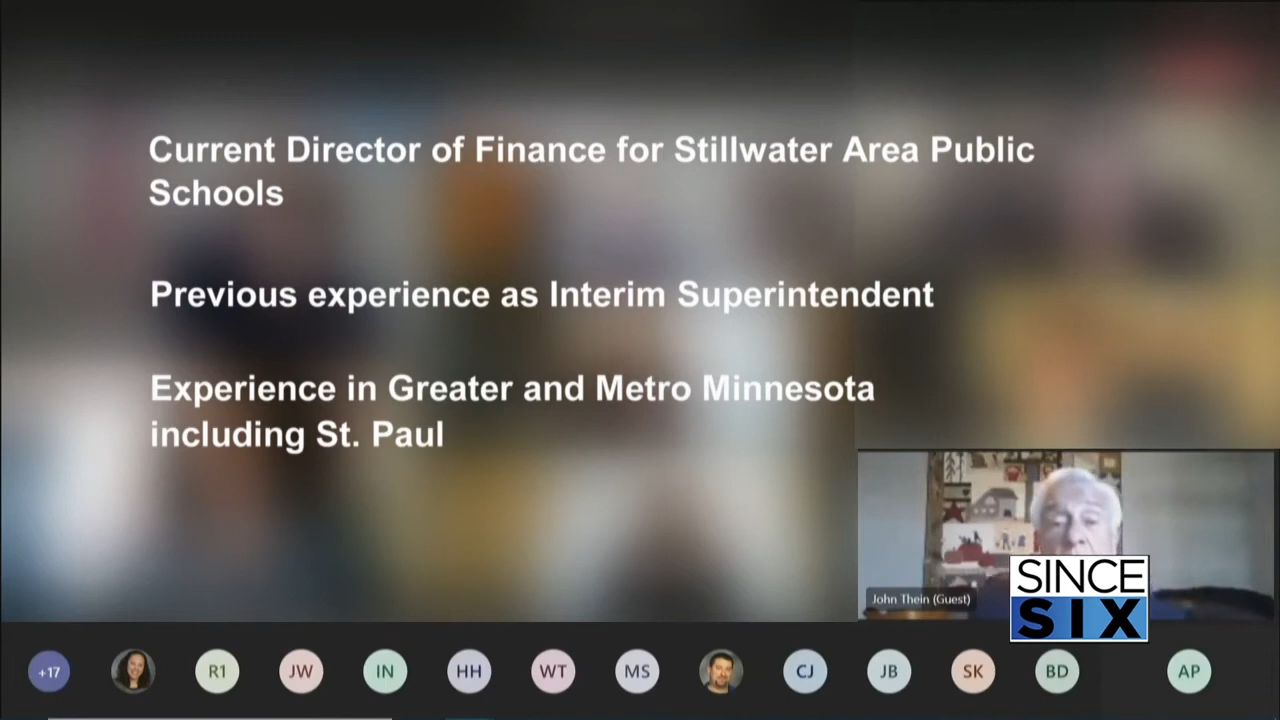 Current Director of Finance for Stillwater Area Public
Schools
Previous experience as Interim Superintendent
Experience in Greater and Metro Minnesota
including St. Paul
John Thein (Guest)
SINCE
SIX
+17
R1
JW
IN
HH
WT
MS
CJ
JB
SK
BD
AP